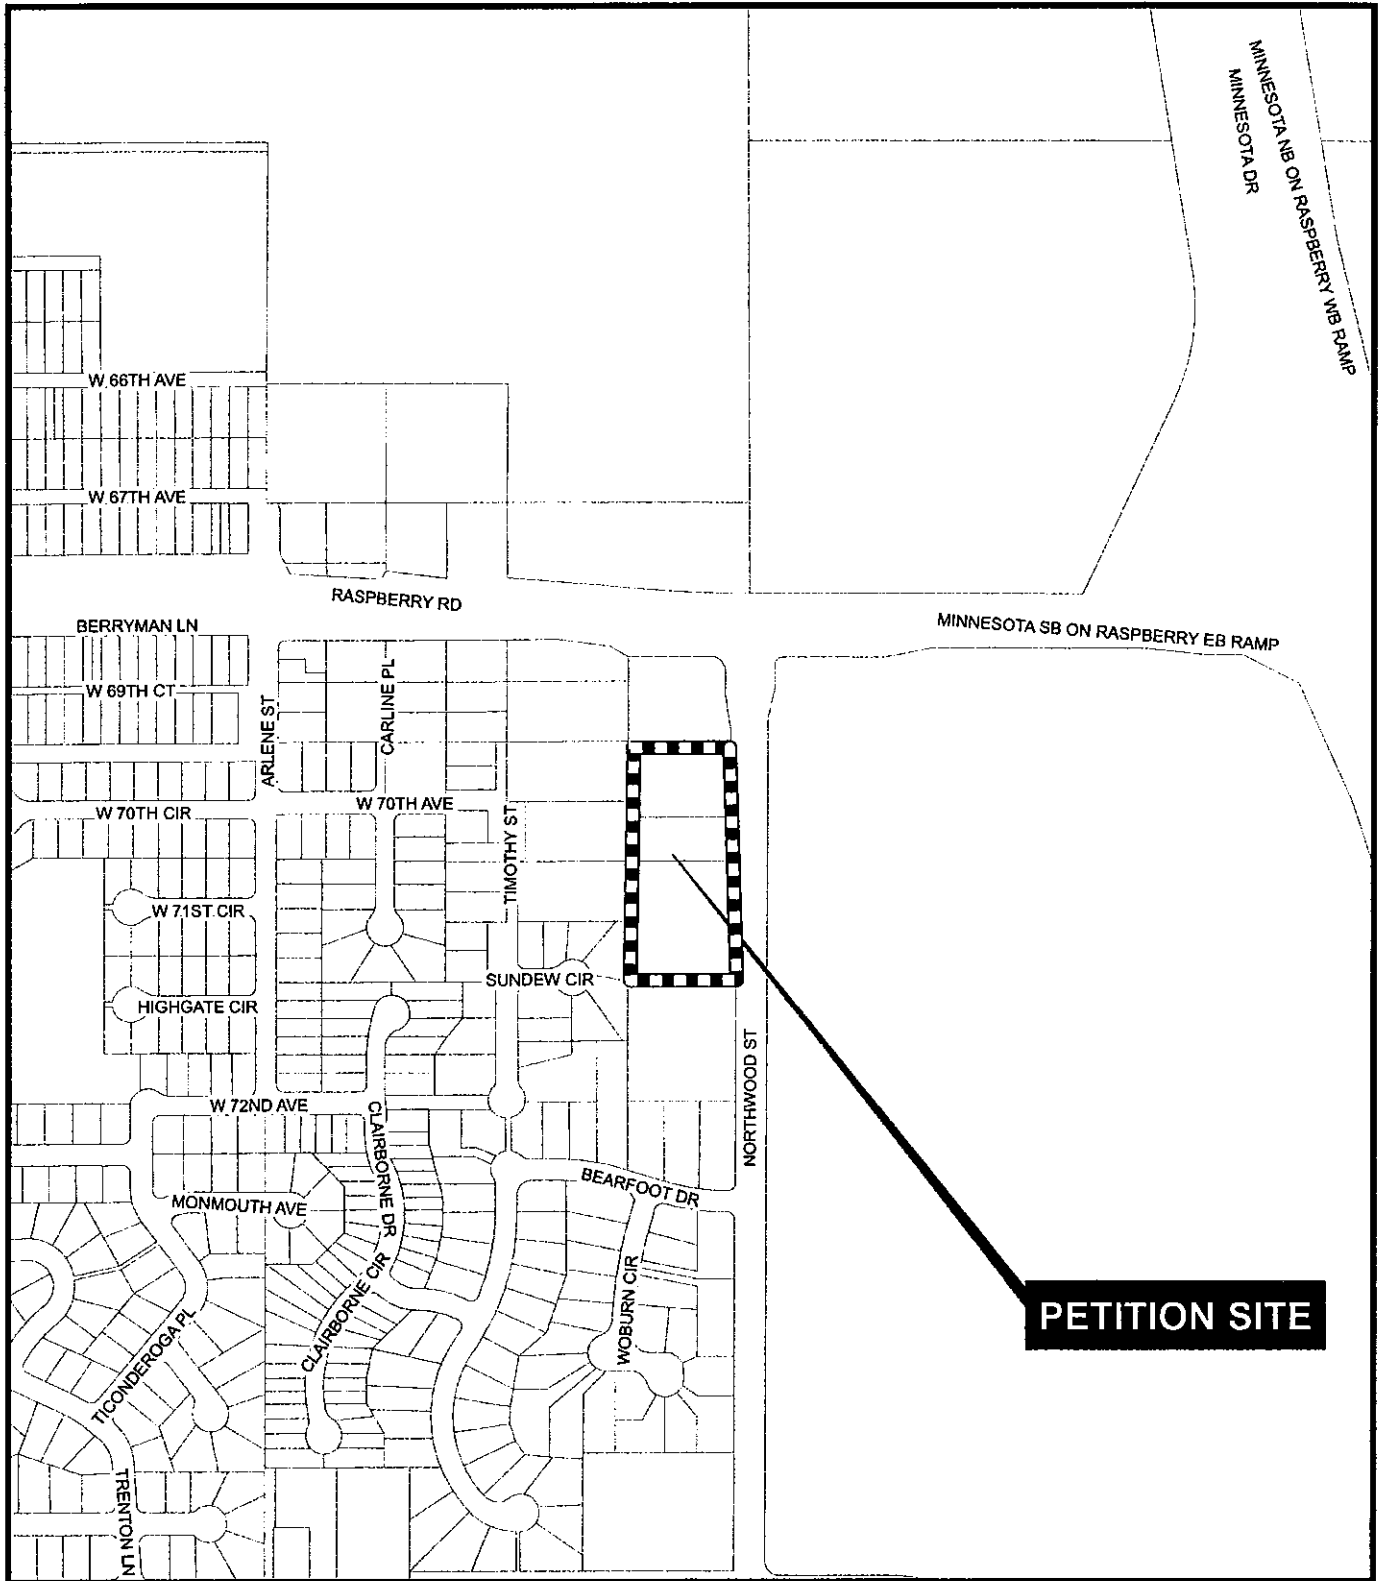 MINNESOTA NB ON RASPBERRY WB RAMP
MINNESOTA DR
W 66TH AVE
W 67TH AVE
RASPBERRY RD
BERRYMAN LN
MINNESOTA SB ON RASPBERRY EB RAMP
W 69TH CT
CARLINE PL
ARLENE ST
W 70TH AVE
W 70TH CIR
TIMOTHY ST
W 71ST CIR
SUNDEW CIR
HIGHGATE CIR
NORTHWOOD ST
W 72ND AVE
CLAIRBORNE DR
BEARFOOT DR
MONMOUTH AVE
CLAIRBORNE CIR
WOBURN CIR
PETITION SITE
TICONDEROGA PL
TRENTON LN